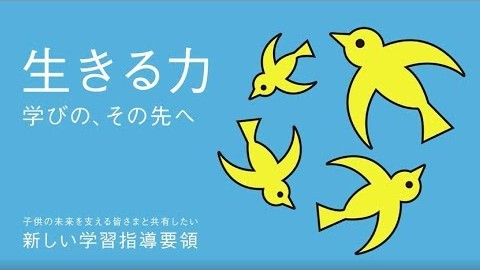 生きる力
学びの、その先へ
子供の未来を支える皆さまと共有したい
新しい学習指導要領